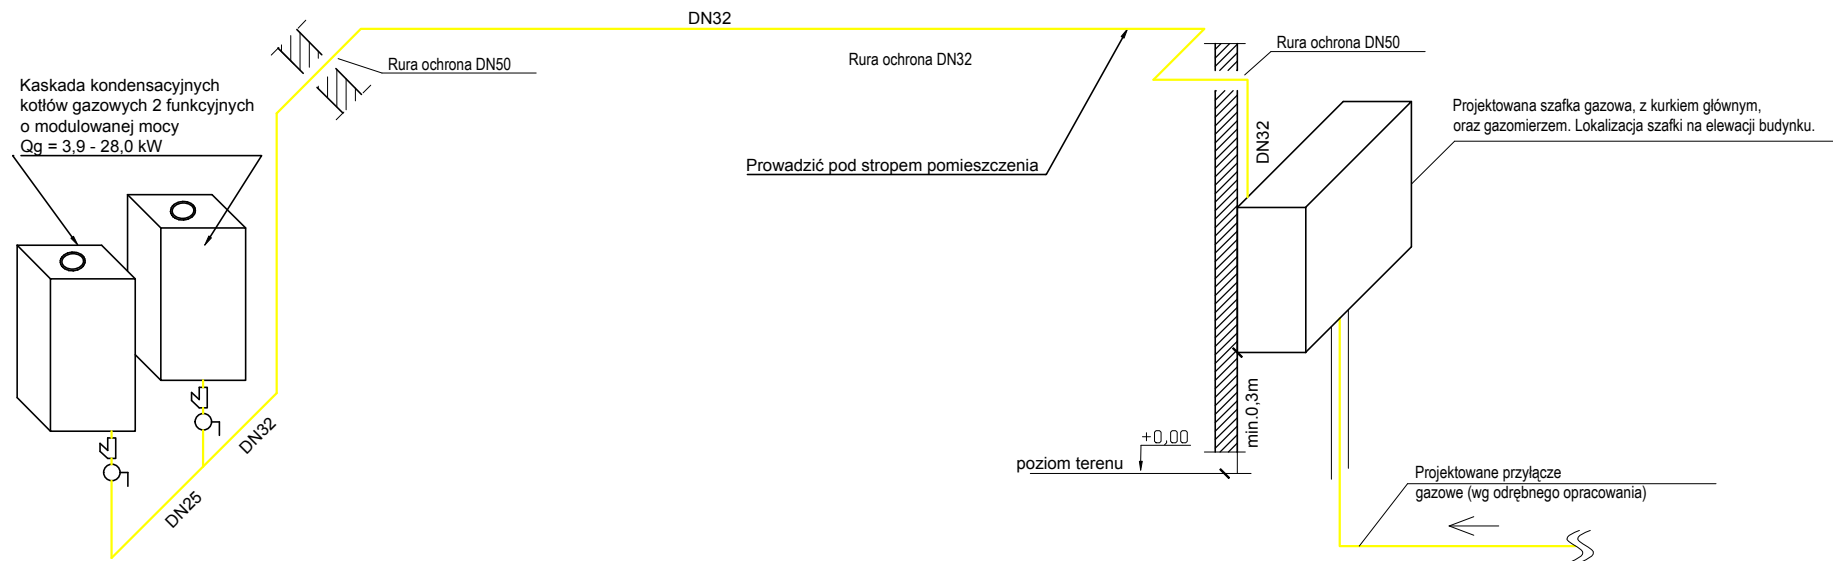 DN32
Rura ochrona DN50
Rura ochrona DN32
Rura ochrona DN50
Kaskada kondensacyjnych
kotłów gazowych 2 funkcyjnych
o modulowanej mocy
Qg = 3,9 - 28,0 kW
Projektowana szafka gazowa, z kurkiem głównym,
oraz gazomierzem. Lokalizacja szafki na elewacji budynku.
DN32
Prowadzić pod stropem pomieszczenia
min.0,3m
+0,00
poziom terenu
DN32
DN25
Projektowane przyłącze
gazowe (wg odrębnego opracowania)